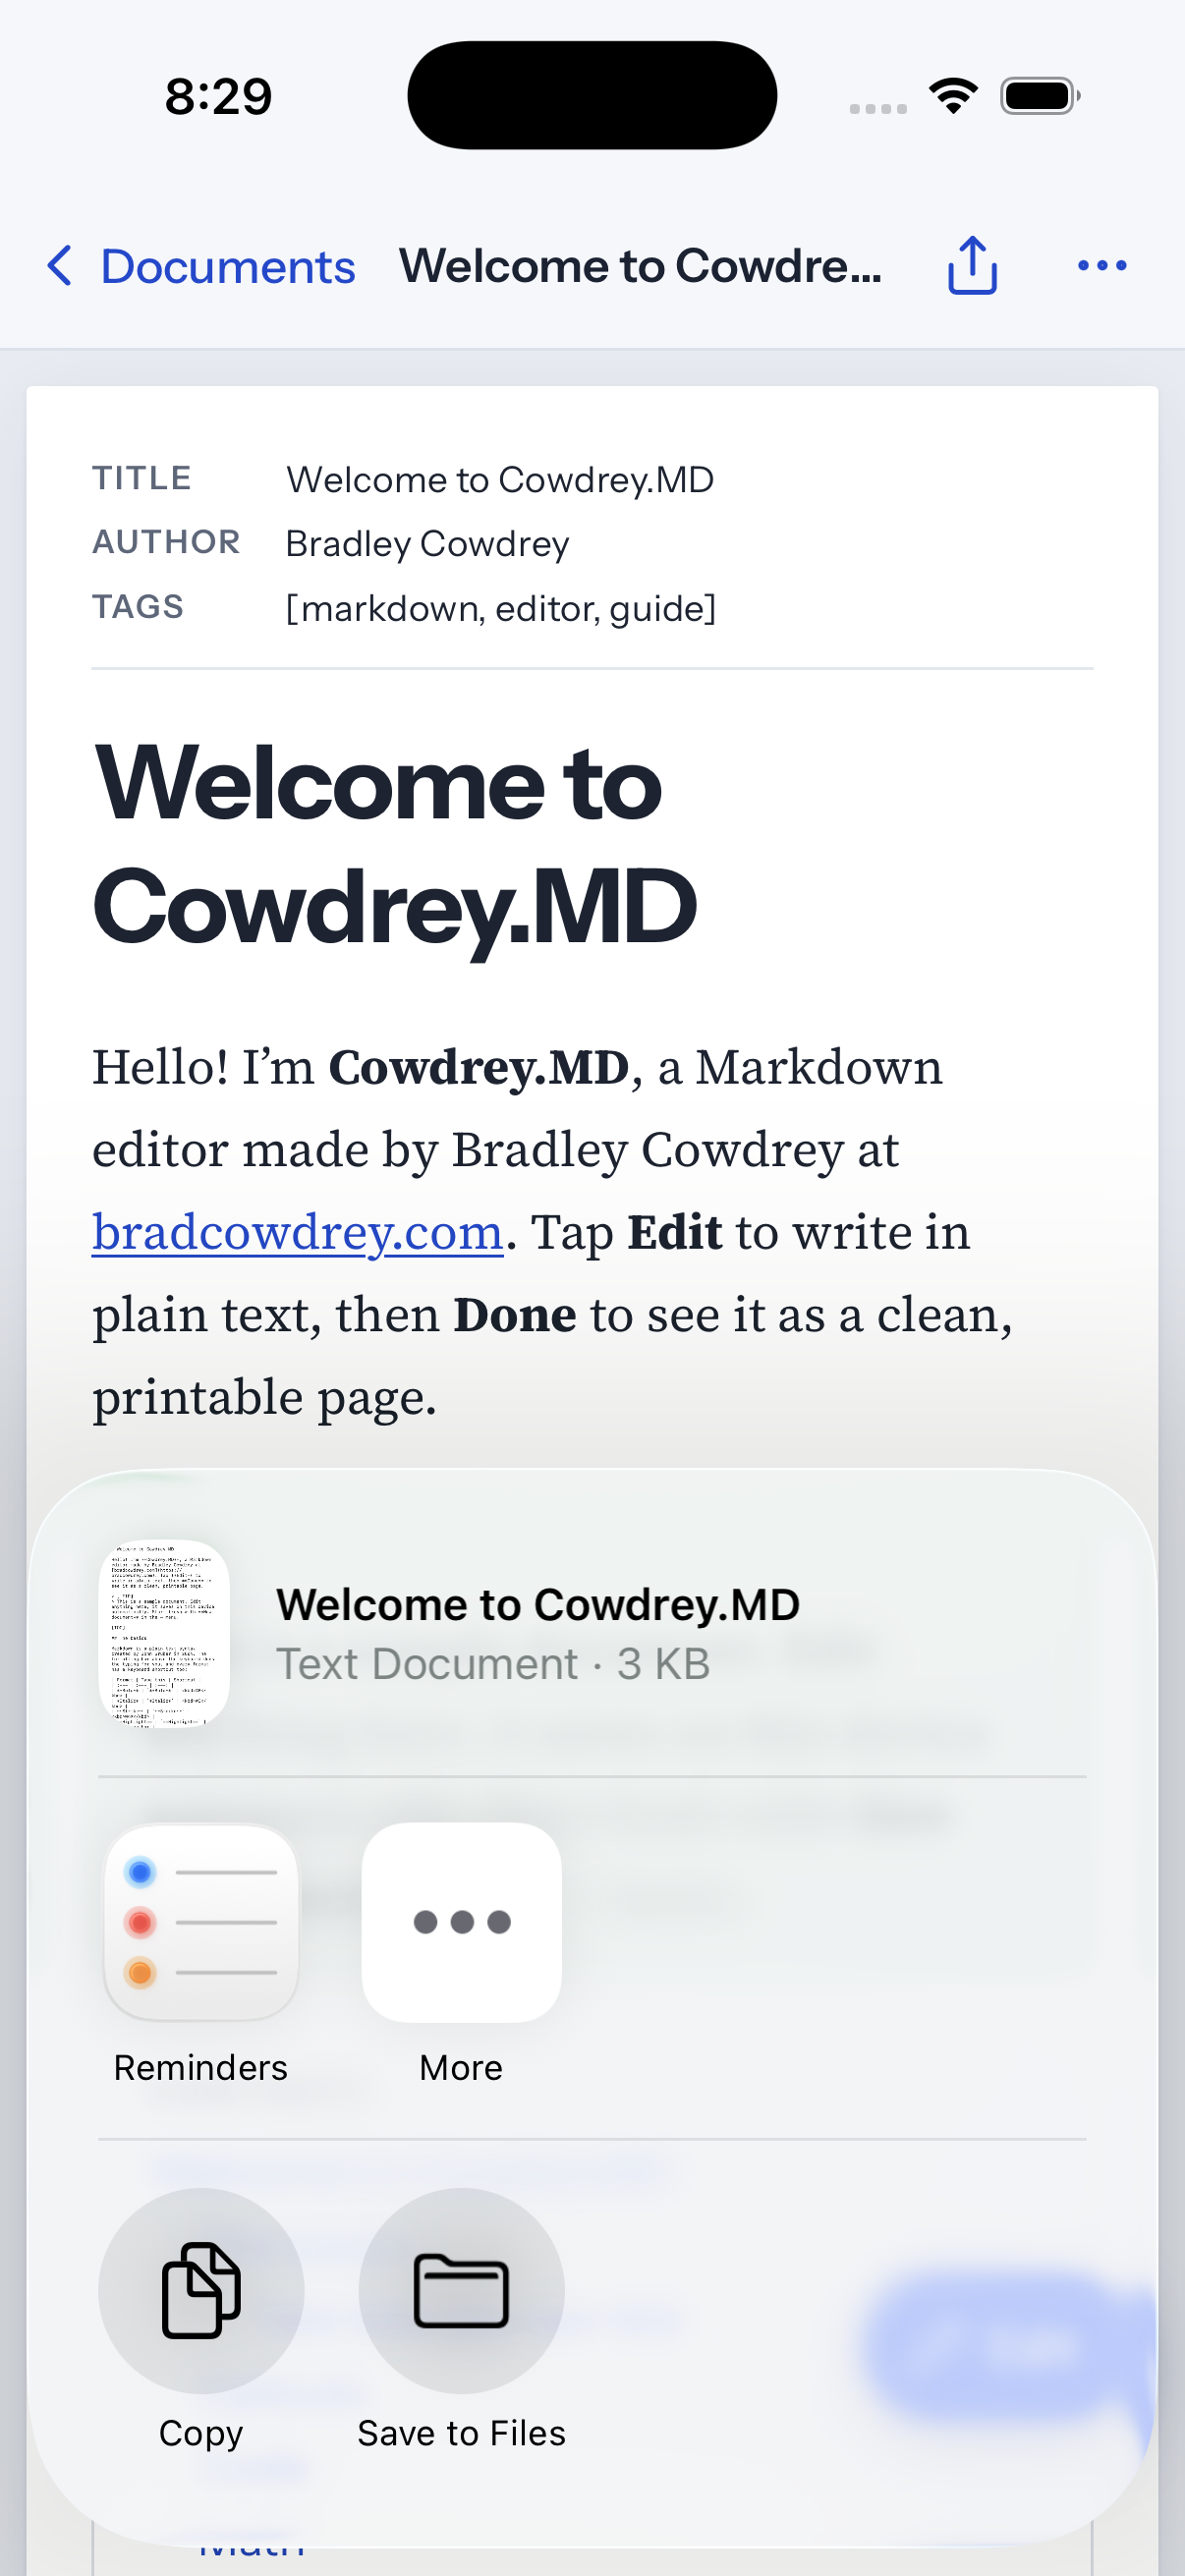 8:29
Documents
Welcome to Cowdre...
TITLE Welcome to Cowdrey.MD
AUTHOR Bradley Cowdrey
TAGS [markdown, editor, guide]
Welcome to
Cowdrey.MD
Hello! I’m Cowdrey.MD, a Markdown
editor made by Bradley Cowdrey at
bradcowdrey.com. Tap Edit to write in
plain text, then Done to see it as a clean,
printable page.
Welcome to Cowdrey.MD
Text Document · 3 KB
Reminders
More
Copy
Save to Files